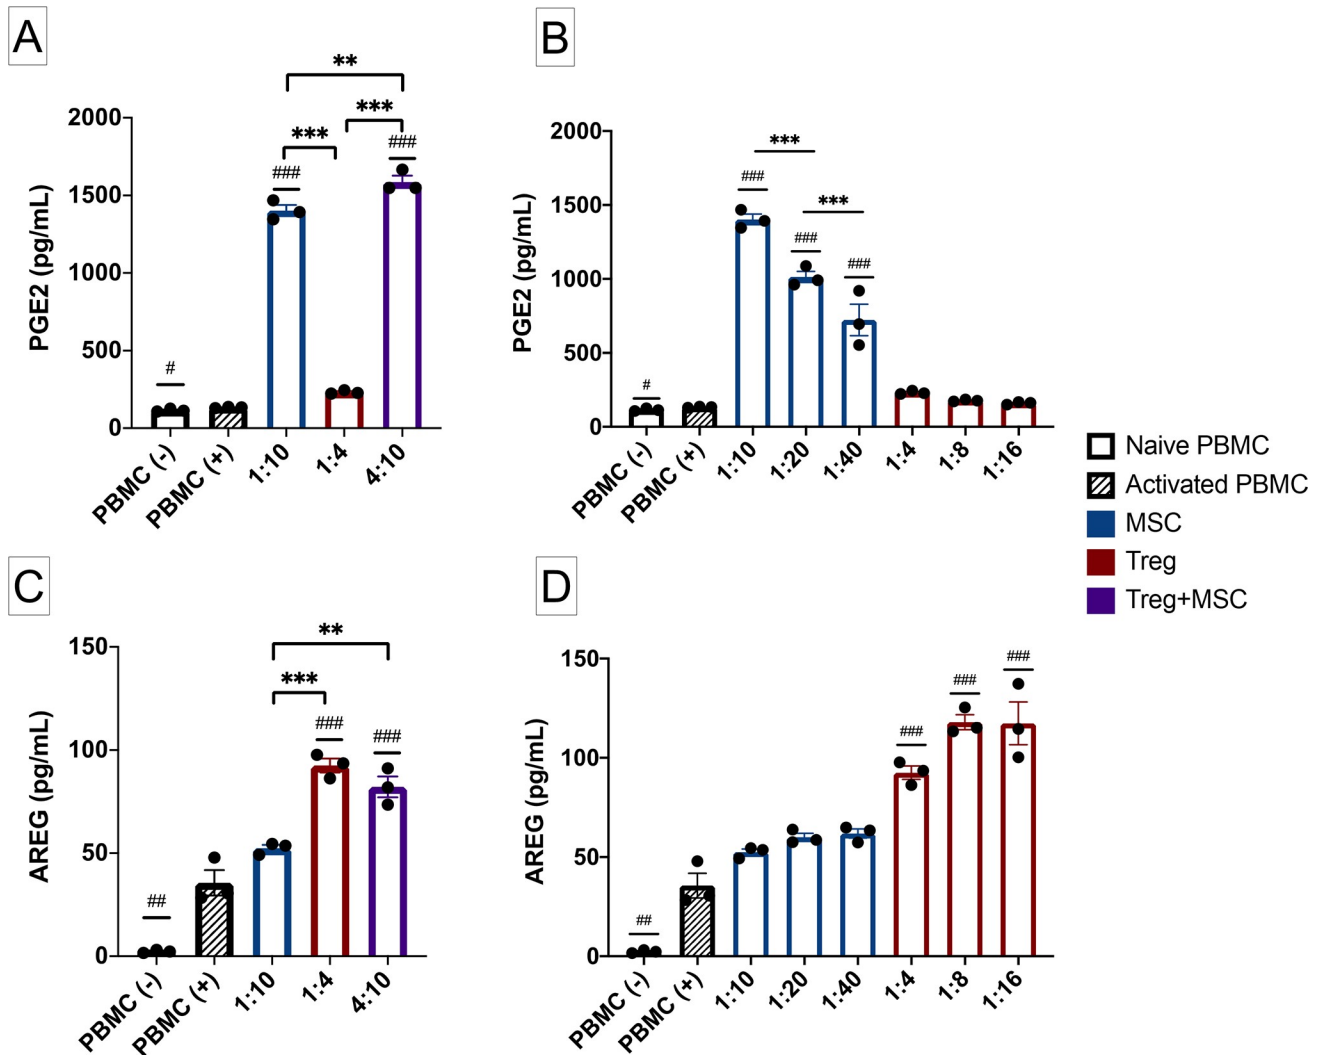 A
PGE2 (pg/mL)
2000
1500
1000
500
0
**
***
***
#
###
###
PBMC (-)
PBMC (+)
1:10
1:4
4:10
B
PGE2 (pg/mL)
2000
1500
1000
500
0
***
***
#
###
###
###
PBMC (-)
PBMC (+)
1:10
1:20
1:40
1:4
1:8
1:16
Naive PBMC
Activated PBMC
MSC
Treg
Treg+MSC
C
AREG (pg/mL)
150
100
50
0
**
***
##
###
###
PBMC (-)
PBMC (+)
1:10
1:4
4:10
D
AREG (pg/mL)
150
100
50
0
##
###
###
###
PBMC (-)
PBMC (+)
1:10
1:20
1:40
1:4
1:8
1:16